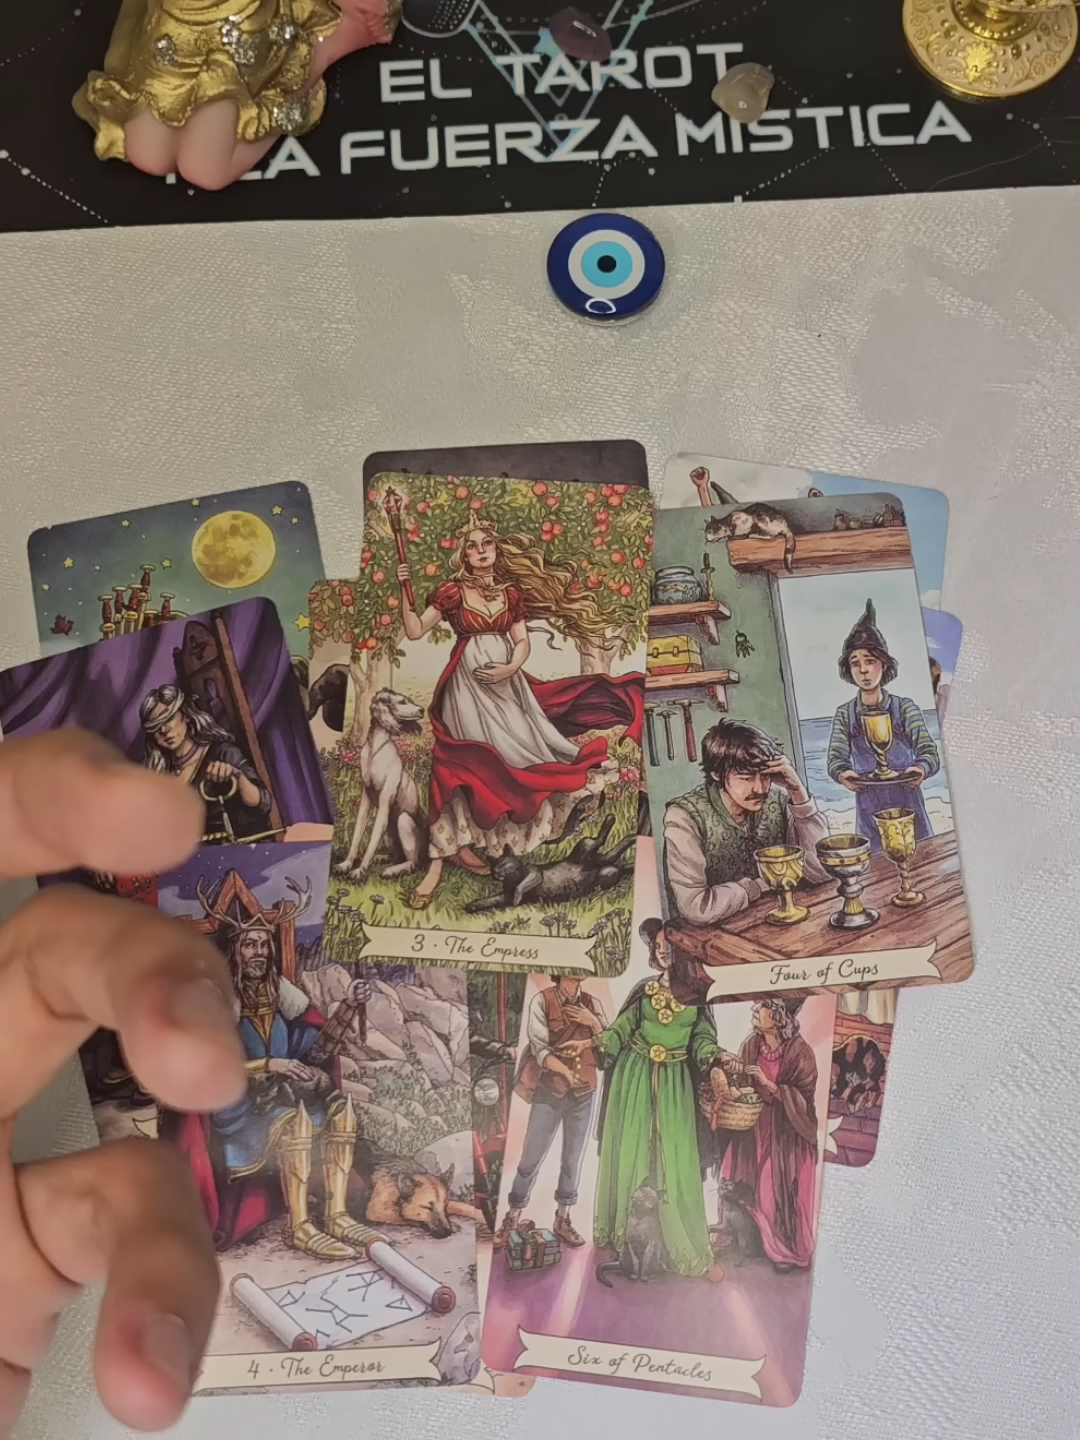 EL TAROT
LA FUERZA MISTICA
3 · The Empress
Four of Cups
4 · The Emperor
Six of Pentacles